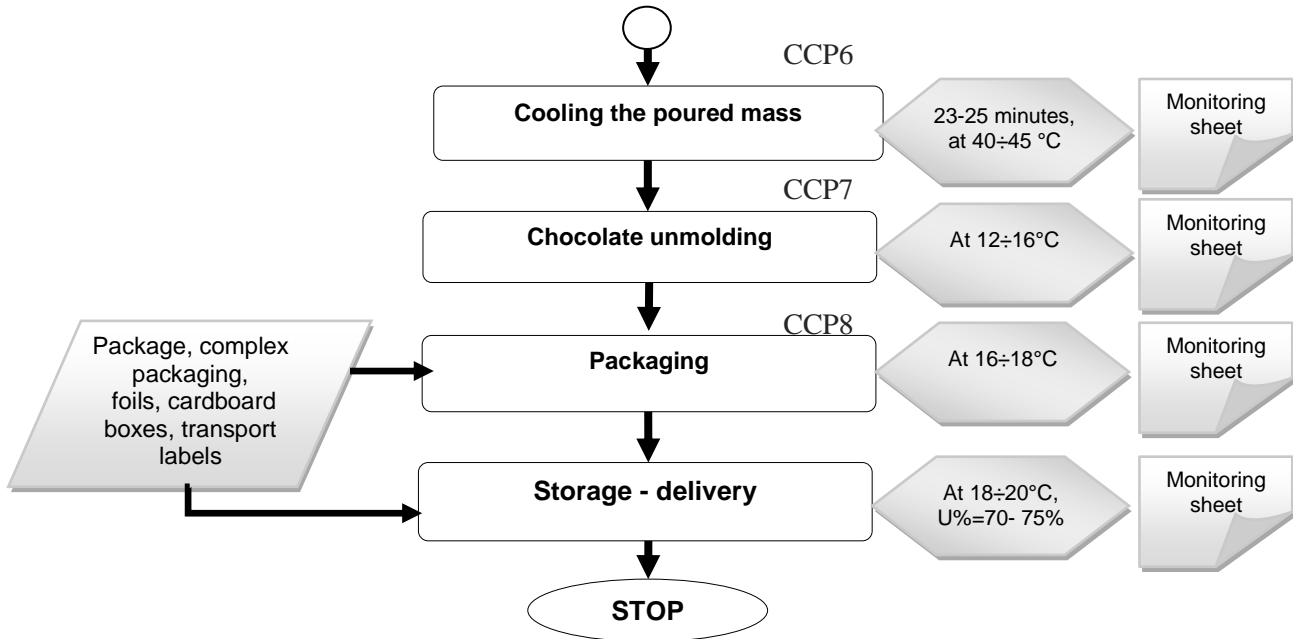 CCP6
Cooling the poured mass
23-25 minutes,
at 40÷45 °C
Monitoring
sheet
CCP7
Chocolate unmolding
At 12÷16°C
Monitoring
sheet
CCP8
Package, complex
packaging,
foils, cardboard
boxes, transport
labels
Packaging
At 16÷18°C
Monitoring
sheet
Storage - delivery
At 18÷20°C,
U%=70- 75%
Monitoring
sheet
STOP